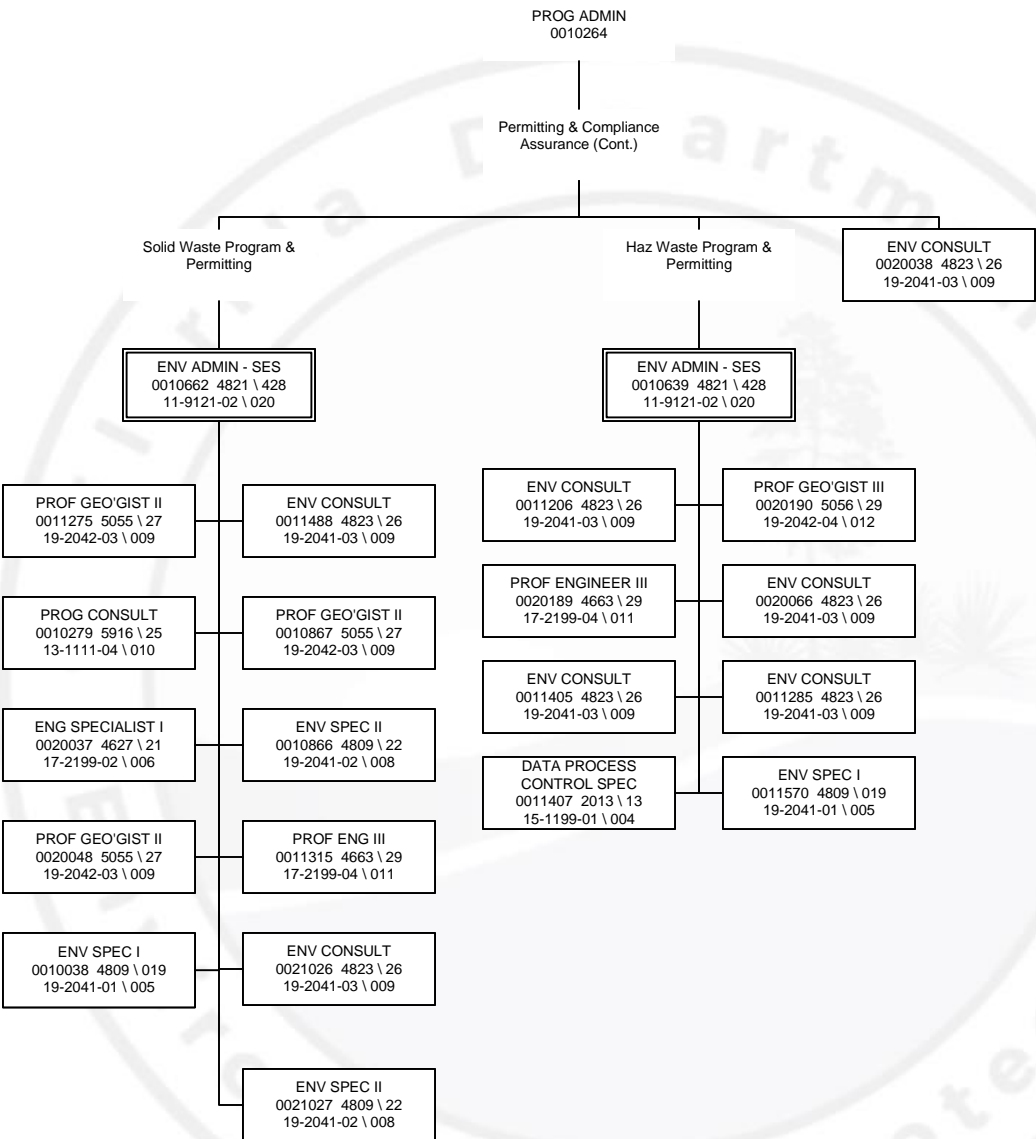 PROG ADMIN
0010264
Permitting & Compliance
Assurance (Cont.)
Solid Waste Program &
Permitting
Haz Waste Program &
Permitting
ENV CONSULT
0020038 4823 \ 26
19-2041-03 \ 009
ENV ADMIN - SES
0010662 4821 \ 428
11-9121-02 \ 020
ENV ADMIN - SES
0010639 4821 \ 428
11-9121-02 \ 020
PROF GEO'GIST II
0011275 5055 \ 27
19-2042-03 \ 009
ENV CONSULT
0011488 4823 \ 26
19-2041-03 \ 009
PROG CONSULT
0010279 5916 \ 25
13-1111-04 \ 010
PROF GEO'GIST II
0010867 5055 \ 27
19-2042-03 \ 009
ENG SPECIALIST I
0020037 4627 \ 21
17-2199-02 \ 006
ENV SPEC II
0010866 4809 \ 22
19-2041-02 \ 008
PROF GEO'GIST II
0020048 5055 \ 27
19-2042-03 \ 009
PROF ENG III
0011315 4663 \ 29
17-2199-04 \ 011
ENV SPEC I
0010038 4809 \ 019
19-2041-01 \ 005
ENV CONSULT
0021026 4823 \ 26
19-2041-03 \ 009
ENV SPEC II
0021027 4809 \ 22
19-2041-02 \ 008
ENV CONSULT
0011206 4823 \ 26
19-2041-03 \ 009
PROF GEO'GIST III
0020190 5056 \ 29
19-2042-04 \ 012
PROF ENGINEER III
0020189 4663 \ 29
17-2199-04 \ 011
ENV CONSULT
0020066 4823 \ 26
19-2041-03 \ 009
ENV CONSULT
0011405 4823 \ 26
19-2041-03 \ 009
ENV CONSULT
0011285 4823 \ 26
19-2041-03 \ 009
DATA PROCESS
CONTROL SPEC
0011407 2013 \ 13
15-1199-01 \ 004
ENV SPEC I
0011570 4809 \ 019
19-2041-01 \ 005